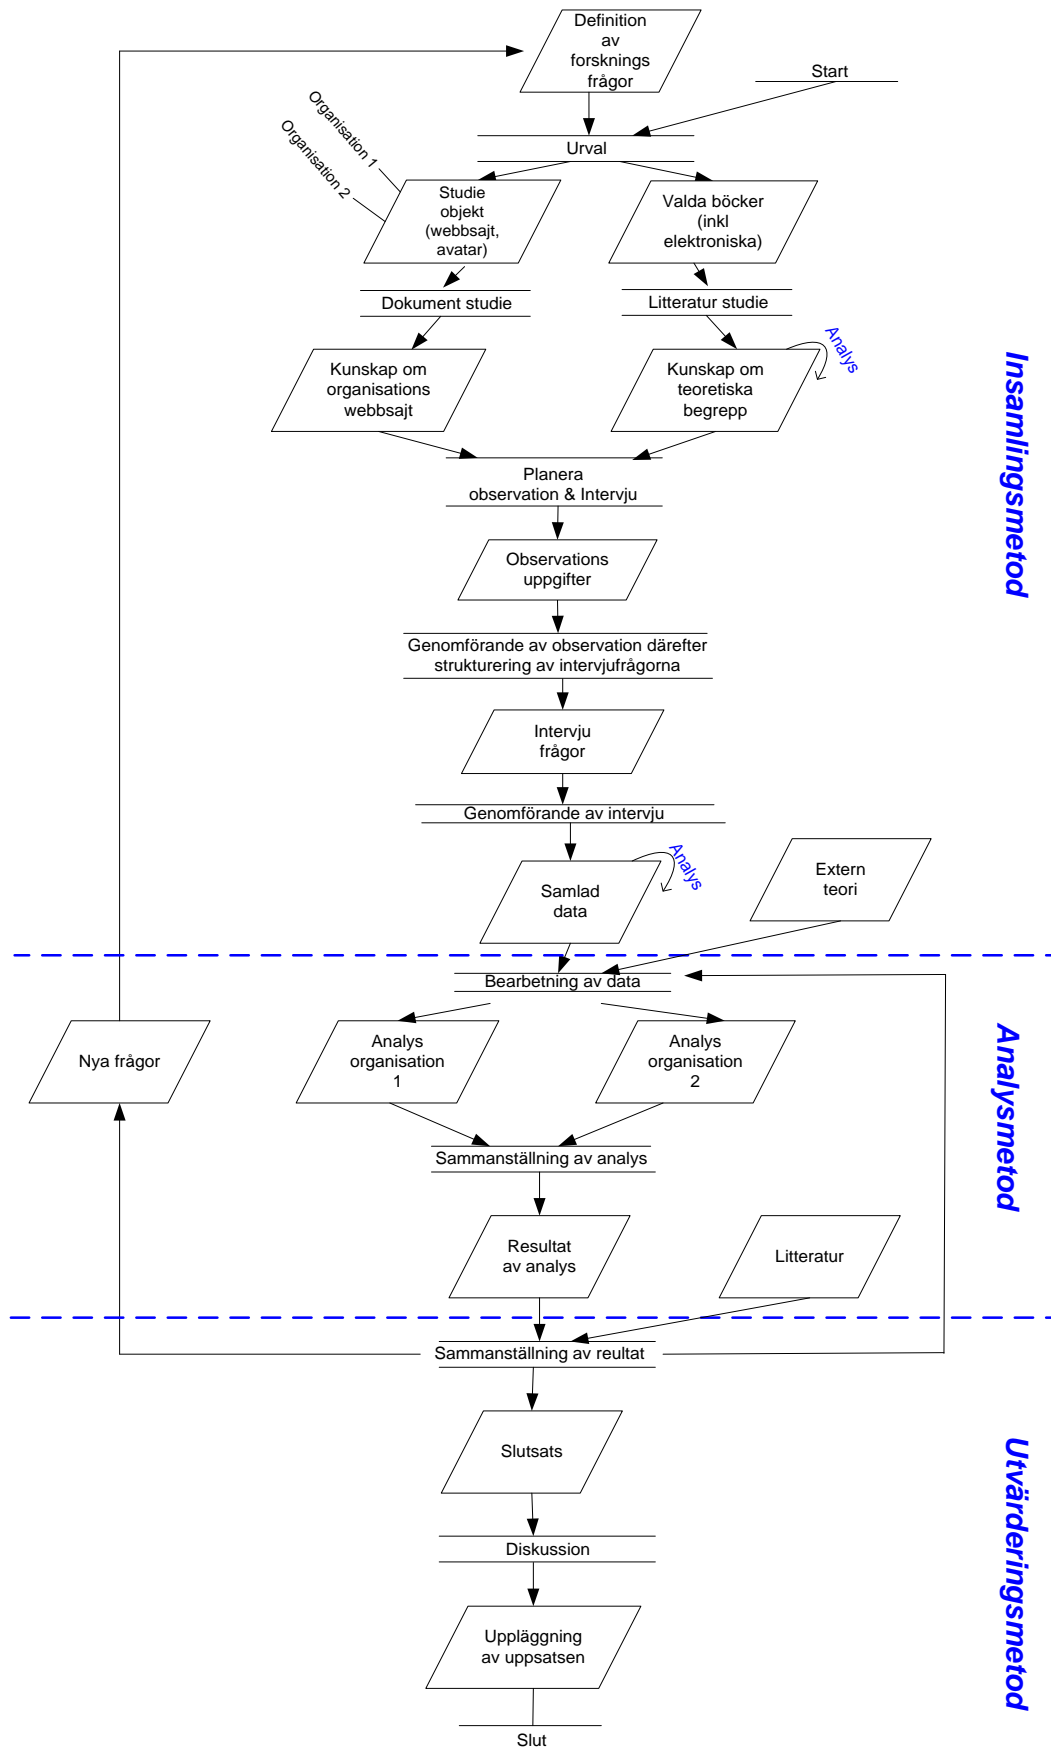 Definition
av
forsknings
frågor
Start
Urval
Organisation 1
Organisation 2
Studie
objekt
(webbsajt,
avatar)
Valda böcker
(inkl
elektroniska)
Dokument studie
Litteratur studie
Kunskap om
organisations
webbsajt
Kunskap om
teoretiska
begrepp
Analys
Insamlingsmetod
Planera
observation & Intervju
Observations
uppgifter
Genomförande av observation därefter
strukturering av intervjufrågorna
Intervju
frågor
Genomförande av intervju
Samlad
data
Analys
Extern
teori
Bearbetning av data
Nya frågor
Analys
organisation
1
Analys
organisation
2
Analysmetod
Sammanställning av analys
Resultat
av analys
Litteratur
Sammanställning av reultat
Slutsats
Diskussion
Utvärderingsmetod
Uppläggning
av uppsatsen
Slut